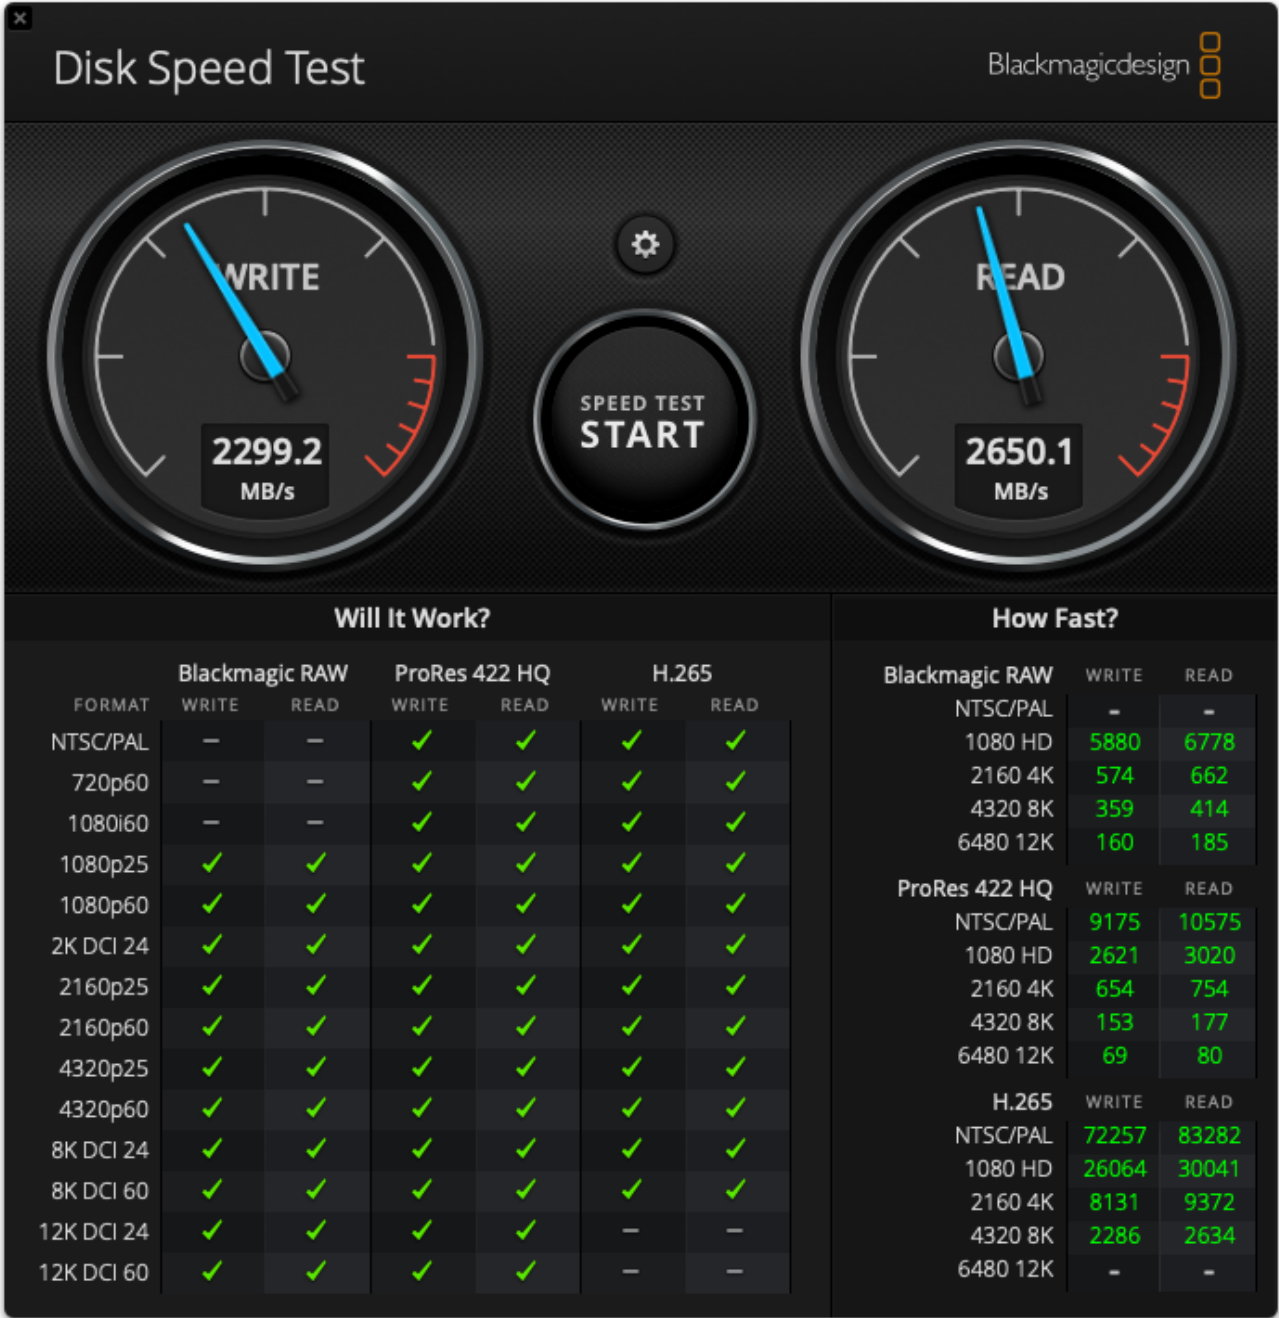 Disk Speed Test
Blackmagicdesign
WRITE
2299.2
MB/s
SPEED TEST
START
READ
2650.1
MB/s
Will It Work?
Blackmagic RAW ProRes 422 HQ H.265
FORMAT WRITE READ WRITE READ WRITE READ
NTSC/PAL – – ✓ ✓ ✓ ✓
720p60 – – ✓ ✓ ✓ ✓
1080i60 – – ✓ ✓ ✓ ✓
1080p25 ✓ ✓ ✓ ✓ ✓ ✓
1080p60 ✓ ✓ ✓ ✓ ✓ ✓
2K DCI 24 ✓ ✓ ✓ ✓ ✓ ✓
2160p25 ✓ ✓ ✓ ✓ ✓ ✓
2160p60 ✓ ✓ ✓ ✓ ✓ ✓
4320p25 ✓ ✓ ✓ ✓ ✓ ✓
4320p60 ✓ ✓ ✓ ✓ ✓ ✓
8K DCI 24 ✓ ✓ ✓ ✓ ✓ ✓
8K DCI 60 ✓ ✓ ✓ ✓ ✓ ✓
12K DCI 24 ✓ ✓ ✓ ✓ – –
12K DCI 60 ✓ ✓ ✓ ✓ – –
How Fast?
Blackmagic RAW WRITE READ
NTSC/PAL - -
1080 HD 5880 6778
2160 4K 574 662
4320 8K 359 414
6480 12K 160 185
ProRes 422 HQ WRITE READ
NTSC/PAL 9175 10575
1080 HD 2621 3020
2160 4K 654 754
4320 8K 153 177
6480 12K 69 80
H.265 WRITE READ
NTSC/PAL 72257 83282
1080 HD 26064 30041
2160 4K 8131 9372
4320 8K 2286 2634
6480 12K - -